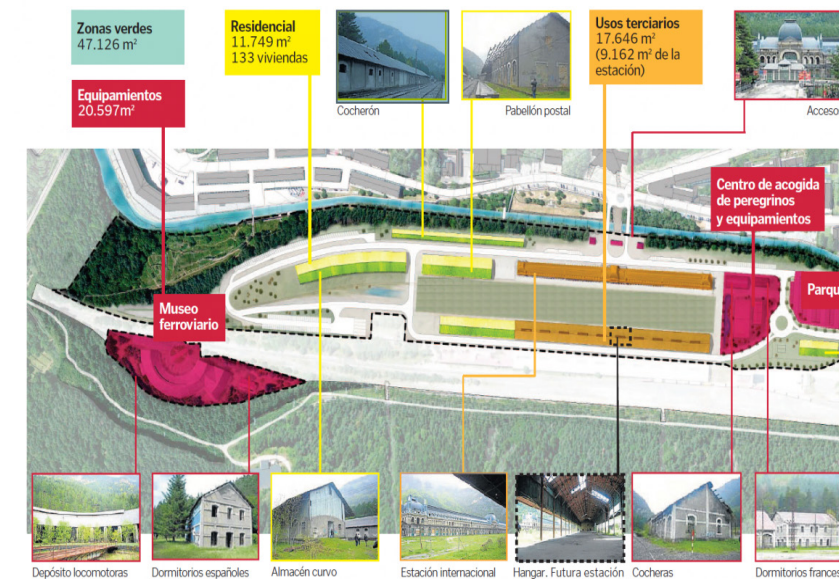 Zonas verdes
47.126 m²
Residencial
11.749 m²
133 viviendas
Usos terciarios
17.646 m²
(9.162 m² de la
estación)
Equipamientos
20.597m²
Cocherón
Pabellón postal
Acceso
Centro de acogida
de peregrinos
y equipamientos
Parqu
Museo
ferroviario
Depósito locomotoras
Dormitorios españoles
Almacén curvo
Estación internacional
Hangar. Futura estación
Cocheras
Dormitorios frances